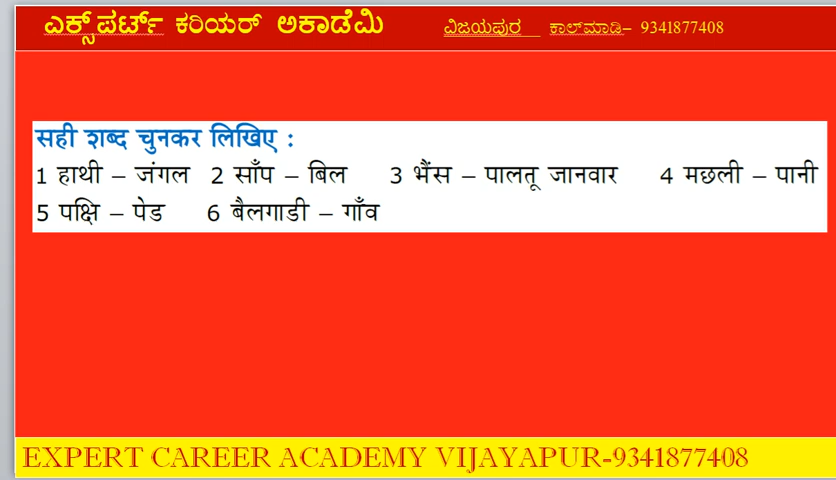 ಎಕ್ಸ್‌ಪರ್ಟ್ ಕರಿಯರ್ ಅಕಾಡೆಮಿ ವಿಜಯಪುರ ಕಾಲ್‌ಮಾಡಿ– 9341877408
सही शब्द चुनकर लिखिए :
1 हाथी – जंगल 2 साँप – बिल 3 भैंस – पालतू जानवार 4 मछली – पानी
5 पक्षि – पेड 6 बैलगाडी – गाँव
EXPERT CAREER ACADEMY VIJAYAPUR-9341877408